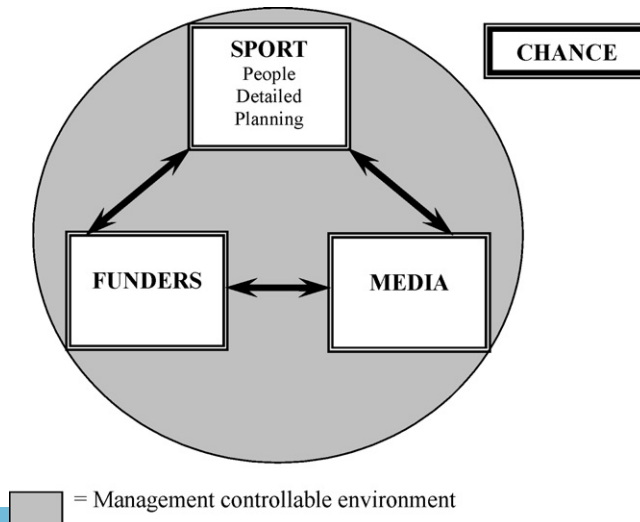 SPORT
People
Detailed
Planning
CHANCE
FUNDERS
MEDIA
= Management controllable environment